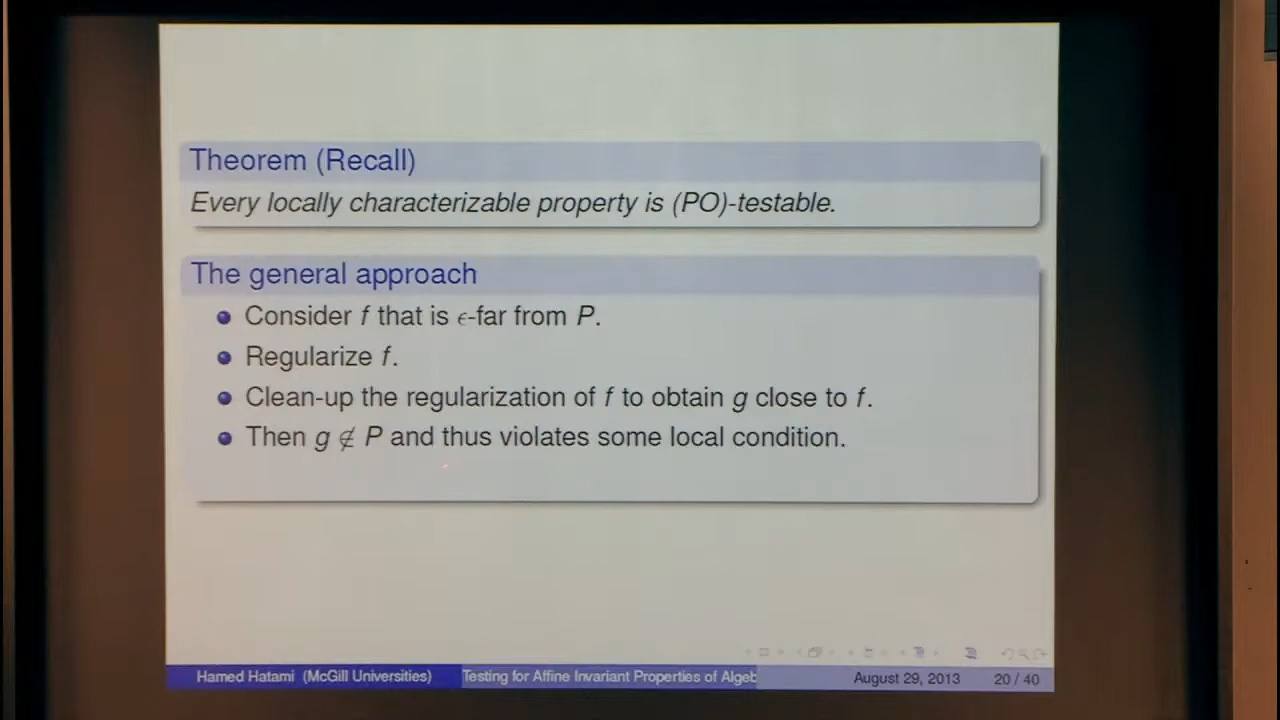 Theorem (Recall)
Every locally characterizable property is (PO)-testable.
The general approach
Consider f that is ϵ-far from P.
Regularize f.
Clean-up the regularization of f to obtain g close to f.
Then g ∉ P and thus violates some local condition.
Hamed Hatami (McGill Universities) Testing for Affine Invariant Properties of Algeb August 29, 2013 20 / 40